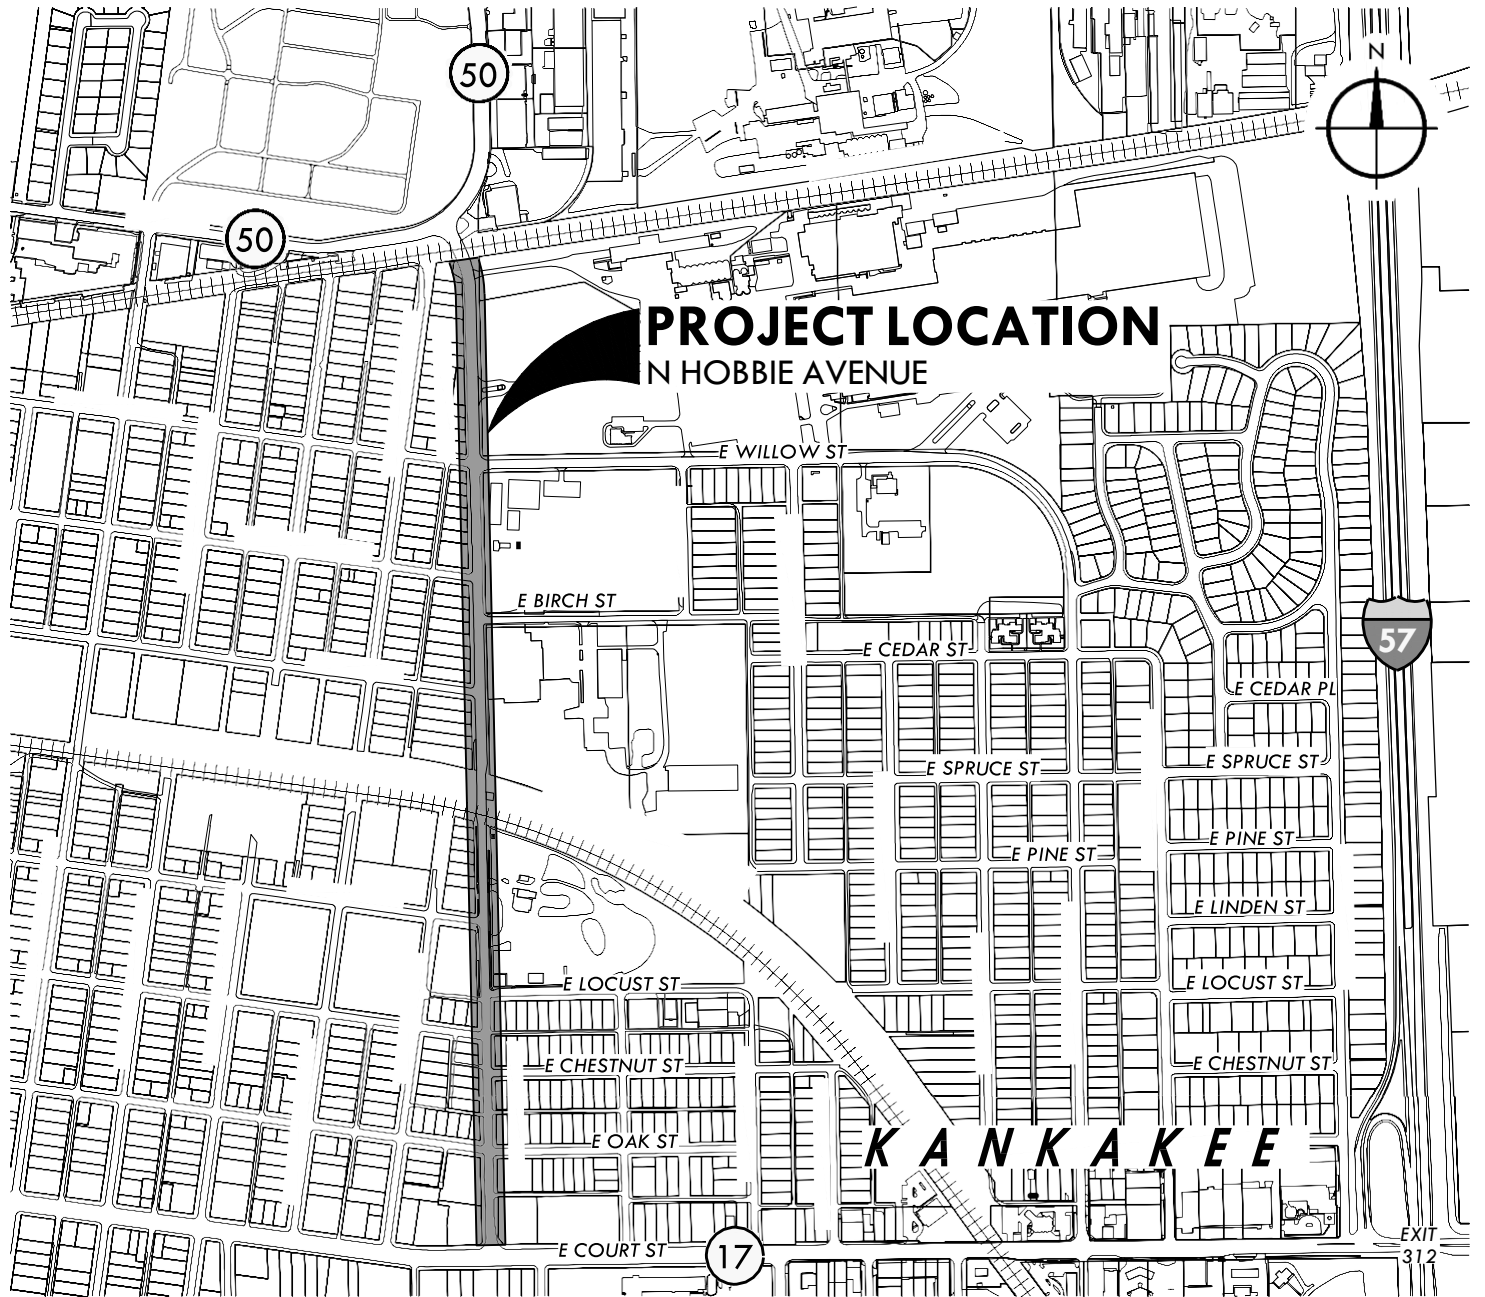 50
N
50
PROJECT LOCATION
N HOBBIE AVENUE
E WILLOW ST
E BIRCH ST
57
E CEDAR ST
E CEDAR PL
E SPRUCE ST
E SPRUCE ST
E PINE ST
E PINE ST
E LINDEN ST
E LOCUST ST
E LOCUST ST
E CHESTNUT ST
E CHESTNUT ST
E OAK ST
KANKAKEE
E COURT ST
17
EXIT
312